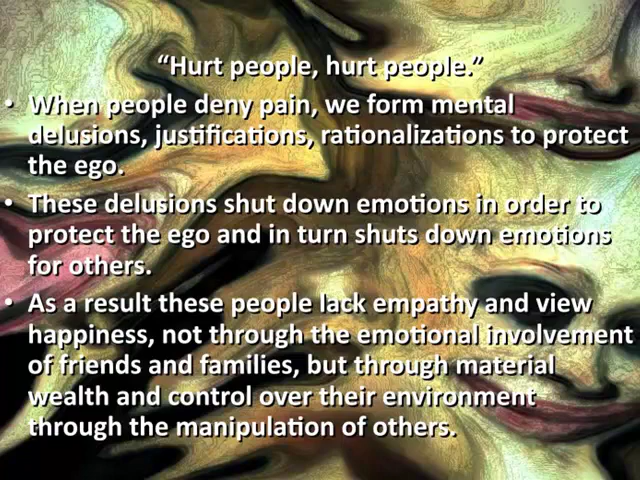 “Hurt people, hurt people.”
• When people deny pain, we form mental
delusions, justifications, rationalizations to protect
the ego.
• These delusions shut down emotions in order to
protect the ego and in turn shuts down emotions
for others.
• As a result these people lack empathy and view
happiness, not through the emotional involvement
of friends and families, but through material
wealth and control over their environment
through the manipulation of others.